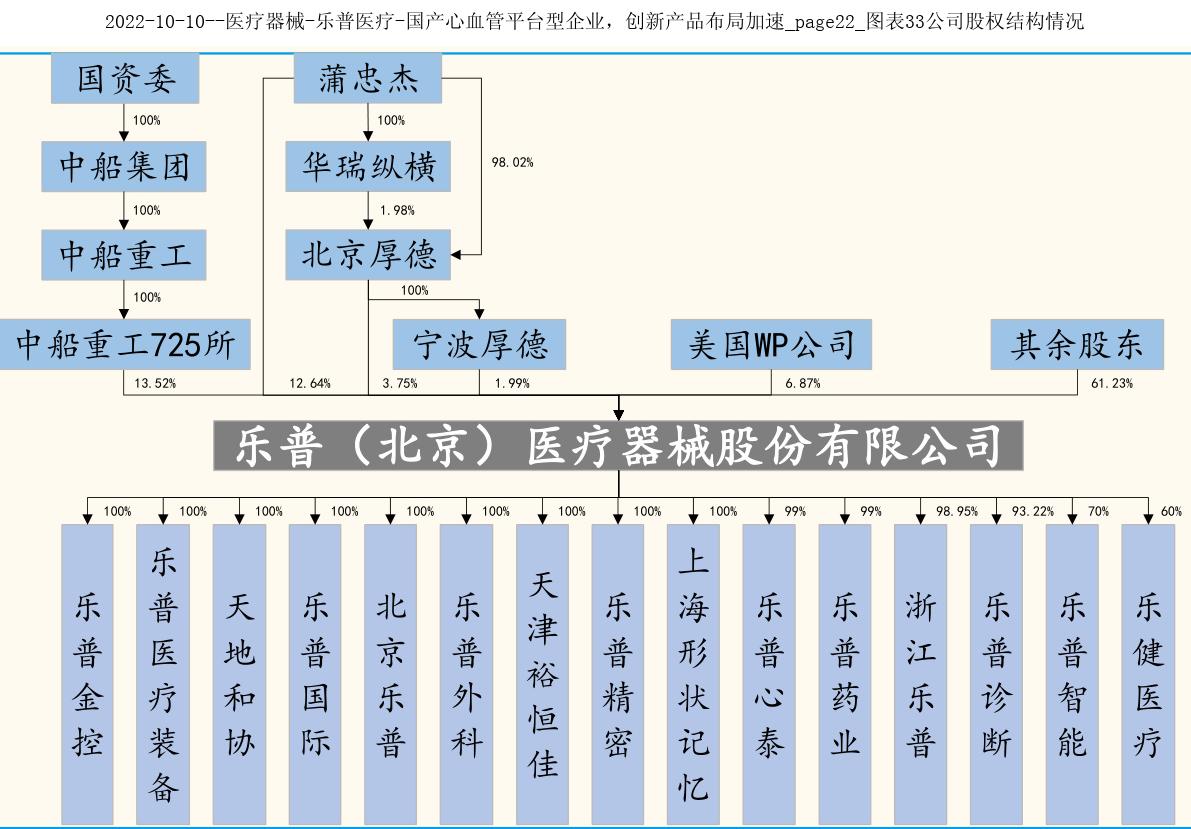 2022-10-10--医疗器械-乐普医疗-国产心血管平台型企业，创新产品布局加速_page22_图表33公司股权结构情况
国资委
蒲忠杰
100%
100%
98.02%
中船集团
华瑞纵横
100%
1.98%
中船重工
北京厚德
100%
100%
中船重工725所
宁波厚德
美国WP公司
其余股东
13.52%
12.64%
3.75%
1.99%
6.87%
61.23%
乐普（北京）医疗器械股份有限公司
100%
100%
100%
100%
100%
100%
100%
100%
100%
99%
99%
98.95%
93.22%
70%
60%
乐普金控
乐普医疗装备
天地和协
乐普国际
北京乐普
乐普外科
天津裕恒佳
乐普精密
上海形状记忆
乐普心泰
乐普药业
浙江乐普
乐普诊断
乐普智能
乐健医疗